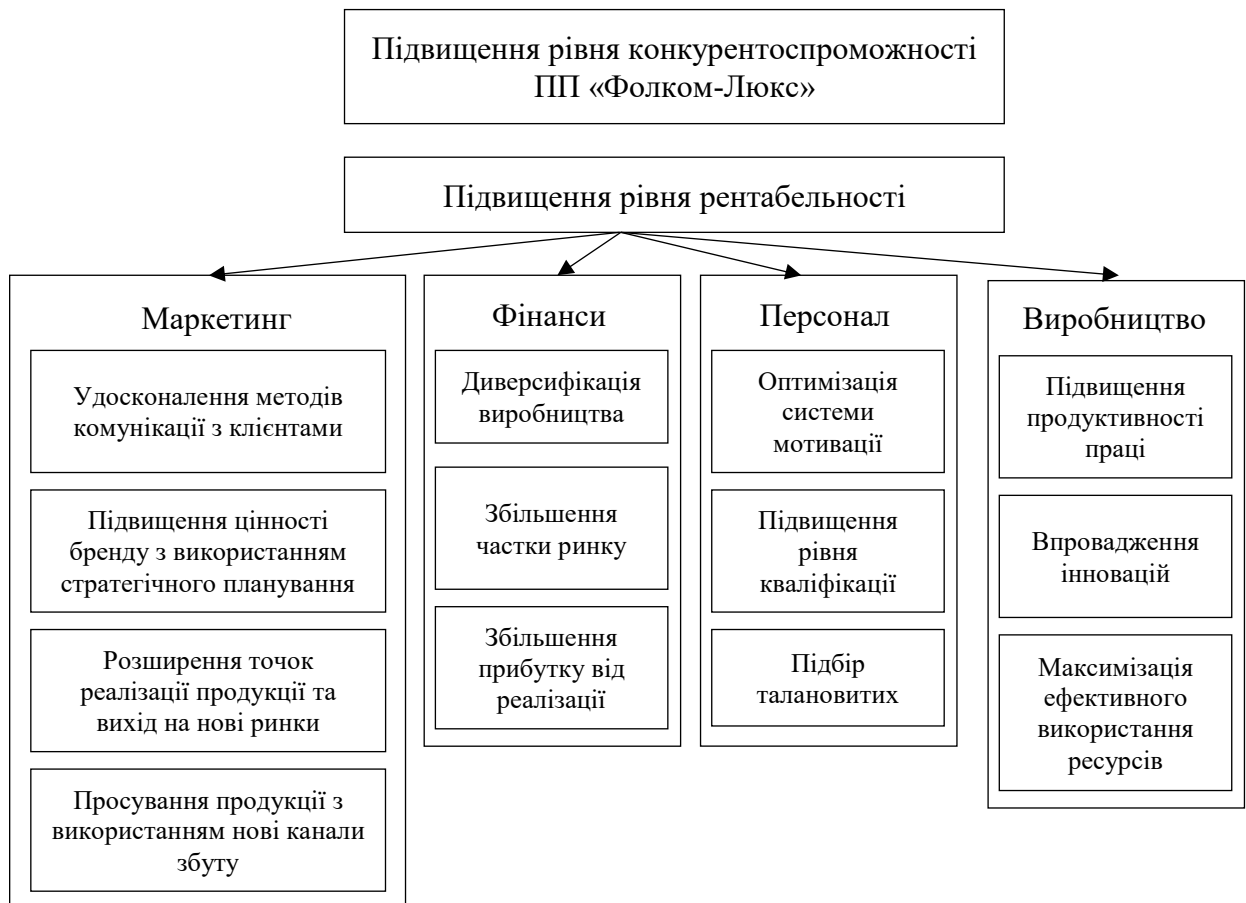 Підвищення рівня конкурентоспроможності
ПП «Фолком-Люкс»
Підвищення рівня рентабельності
Маркетинг
Удосконалення методів
комунікації з клієнтами
Підвищення цінності
бренду з використанням
стратегічного планування
Розширення точок
реалізації продукції та
вихід на нові ринки
Просування продукції з
використанням нові канали
збуту
Фінанси
Диверсифікація
виробництва
Збільшення
частки ринку
Збільшення
прибутку від
реалізації
Персонал
Оптимізація
системи
мотивації
Підвищення
рівня
кваліфікації
Підбір
талановитих
Виробництво
Підвищення
продуктивності
праці
Впровадження
інновацій
Максимізація
ефективного
використання
ресурсів